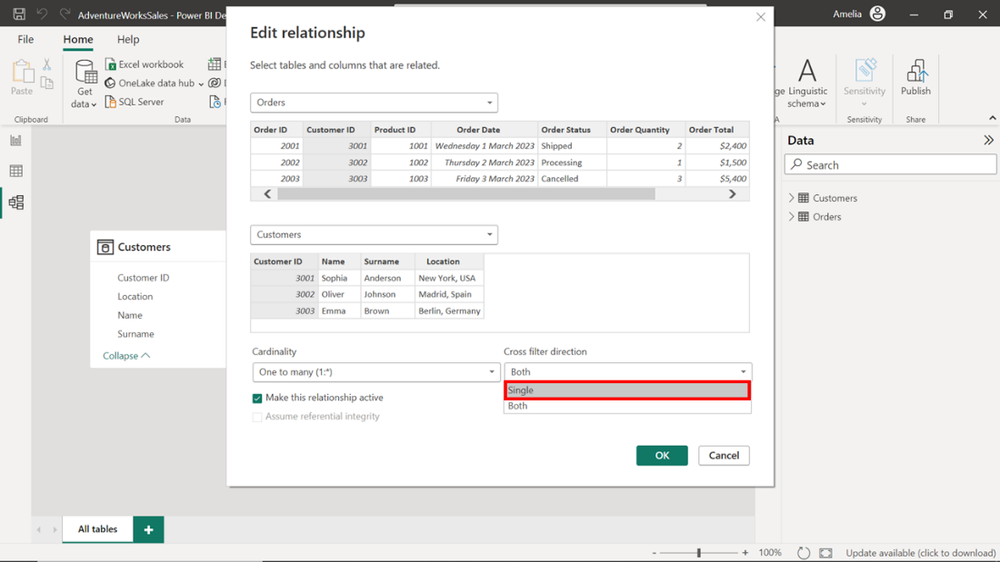 AdventureWorksSales - Power BI De
Amelia
File
Home
Help
Paste
Clipboard
Get
data
Excel workbook
OneLake data hub
SQL Server
Data
Linguistic
schema
Sensitivity
Sensitivity
Publish
Share
Edit relationship
Select tables and columns that are related.
Orders
Order ID Customer ID Product ID Order Date Order Status Order Quantity Order Total
2001 3001 1001 Wednesday 1 March 2023 Shipped 2 $2,400
2002 3002 1002 Thursday 2 March 2023 Processing 1 $1,500
2003 3003 1003 Friday 3 March 2023 Cancelled 3 $5,400
Customers
Customer ID Name Surname Location
3001 Sophia Anderson New York, USA
3002 Oliver Johnson Madrid, Spain
3003 Emma Brown Berlin, Germany
Cardinality
One to many (1:*)
Make this relationship active
Assume referential integrity
Cross filter direction
Both
Single
Both
OK
Cancel
Customers
Customer ID
Location
Name
Surname
Collapse
Data
Search
Customers
Orders
All tables
+
- + 100%
Update available (click to download)